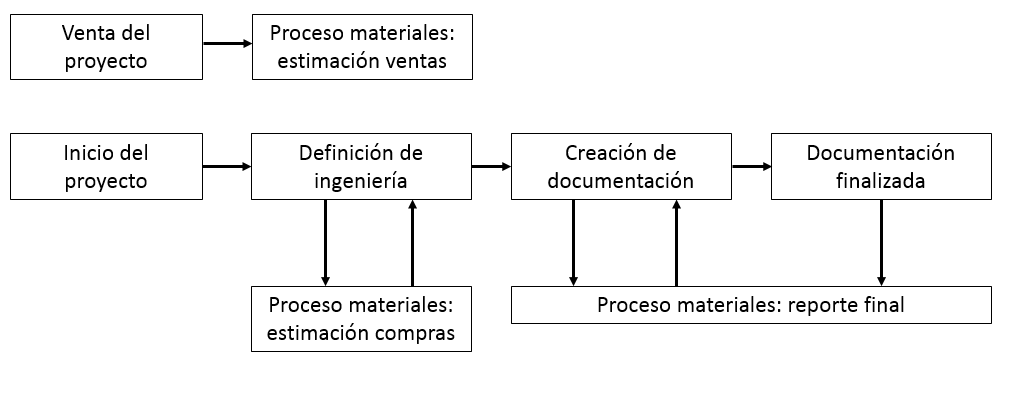 Venta del
proyecto
Proceso materiales:
estimación ventas
Inicio del
proyecto
Definición de
ingeniería
Creación de
documentación
Documentación
finalizada
Proceso materiales:
estimación compras
Proceso materiales: reporte final